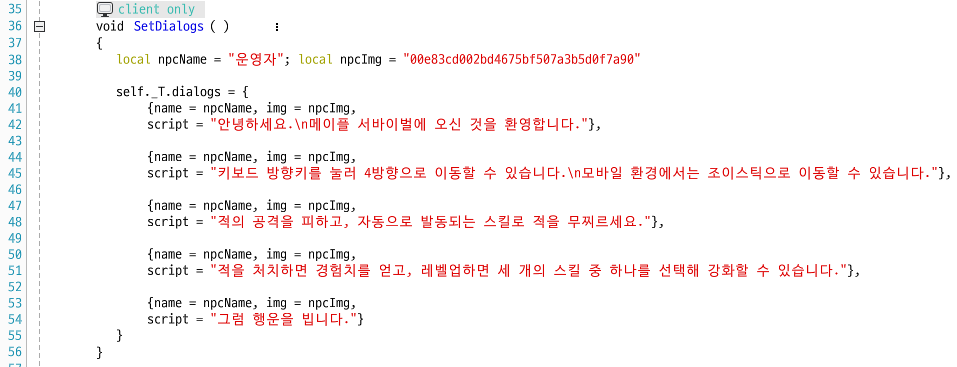 35 client only
36 void SetDialogs ( )
37 {
38 local npcName = "운영자"; local npcImg = "00e83cd002bd4675bf507a3b5d0f7a90"
39
40 self._T.dialogs = {
41 {name = npcName, img = npcImg,
42 script = "안녕하세요.\n메이플 서바이벌에 오신 것을 환영합니다."},
43
44 {name = npcName, img = npcImg,
45 script = "키보드 방향키를 눌러 4방향으로 이동할 수 있습니다.\n모바일 환경에서는 조이스틱으로 이동할 수 있습니다."},
46
47 {name = npcName, img = npcImg,
48 script = "적의 공격을 피하고, 자동으로 발동되는 스킬로 적을 무찌르세요."},
49
50 {name = npcName, img = npcImg,
51 script = "적을 처치하면 경험치를 얻고, 레벨업하면 세 개의 스킬 중 하나를 선택해 강화할 수 있습니다."},
52
53 {name = npcName, img = npcImg,
54 script = "그럼 행운을 빕니다."}
55 }
56 }